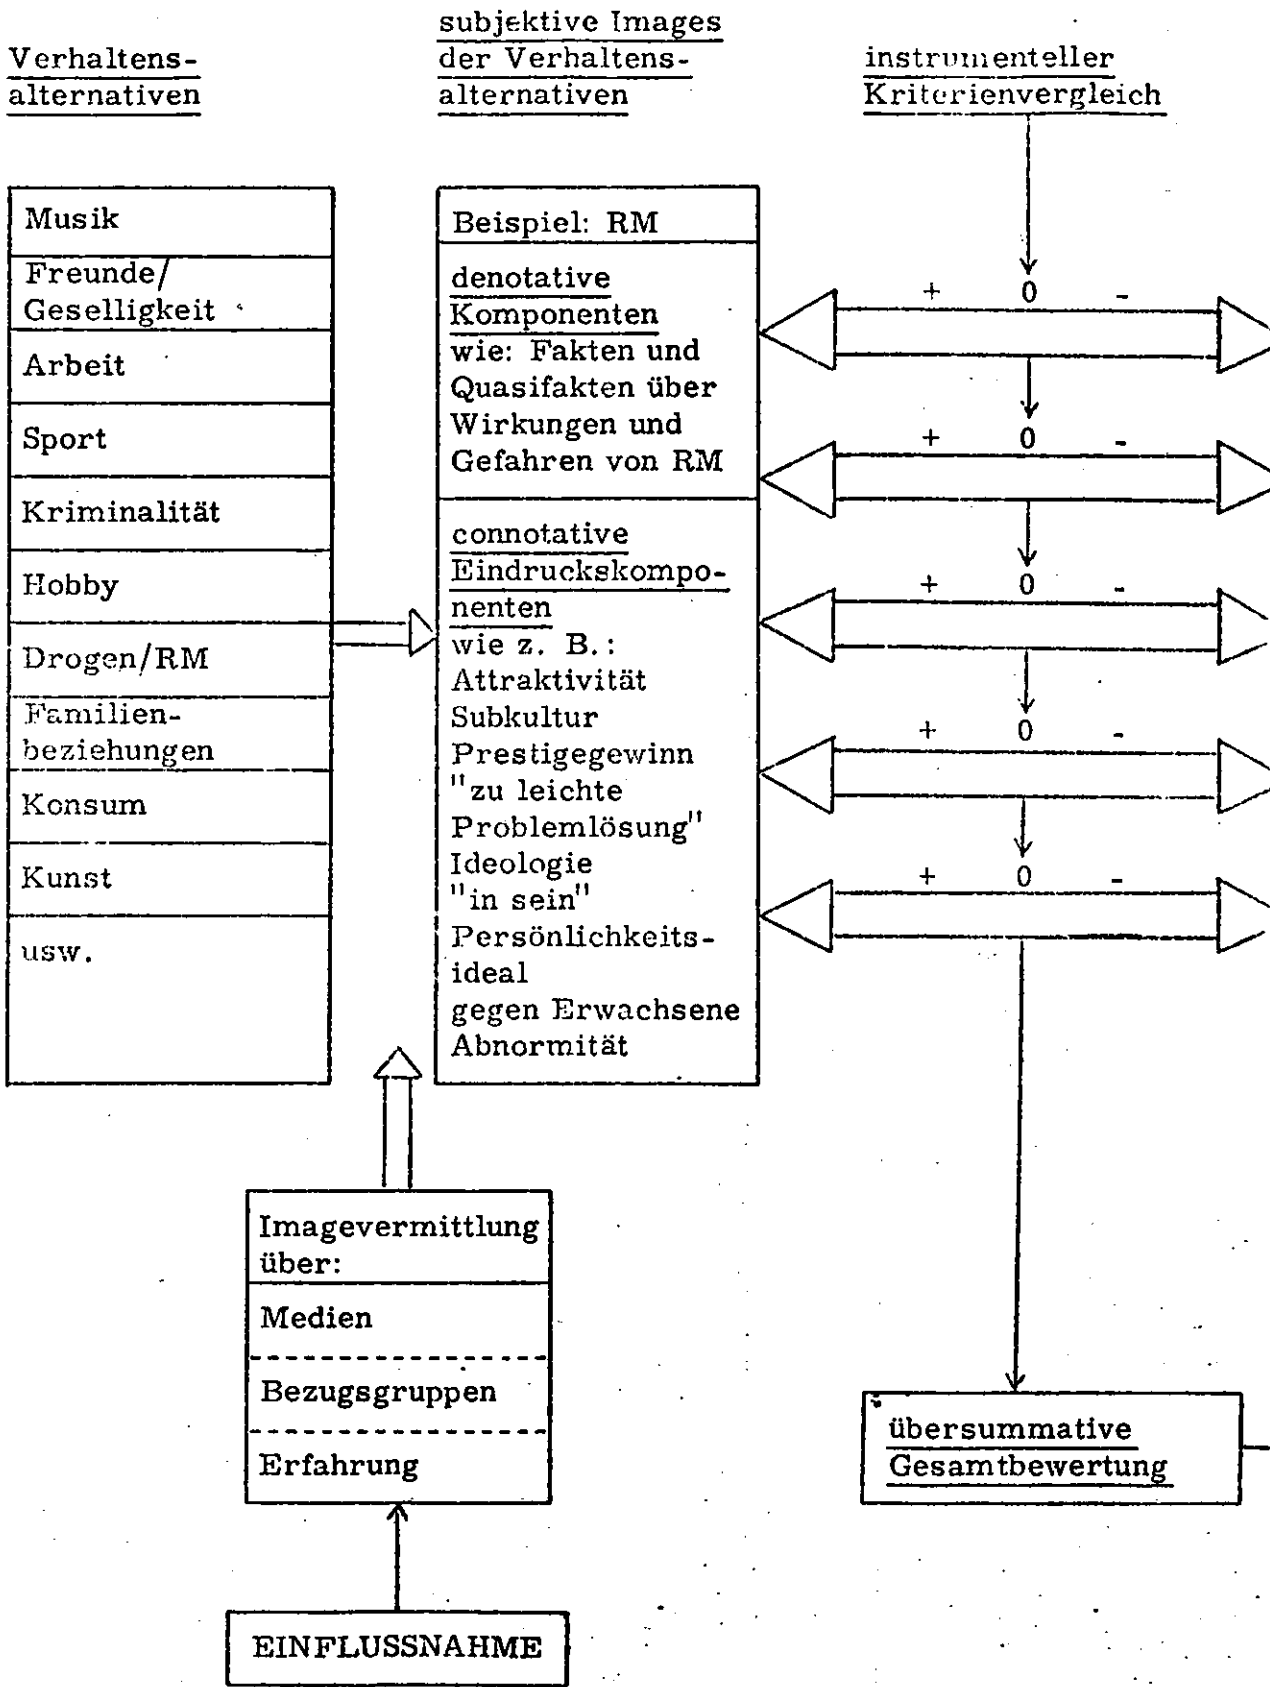 Verhaltens-
alternativen
subjektive Images
der Verhaltens-
alternativen
instrumenteller
Kriterienvergleich
Musik
Freunde/
Geselligkeit
Arbeit
Sport
Kriminalität
Hobby
Drogen/RM
Familien-
beziehungen
Konsum
Kunst
usw.
Beispiel: RM
denotative
Komponenten
wie: Fakten und
Quasifakten über
Wirkungen und
Gefahren von RM
connotative
Eindruckskompo-
nenten
wie z. B.:
Attraktivität
Subkultur
Prestigegewinn
"zu leichte
Problemlösung"
Ideologie
"in sein"
Persönlichkeits-
ideal
gegen Erwachsene
Abnormität
+ 0 -
+ 0 -
+ 0 -
+ 0 -
+ 0 -
Imagevermittlung
über:
Medien
Bezugsgruppen
Erfahrung
EINFLUSSNAHME
übersummative
Gesamtbewertung